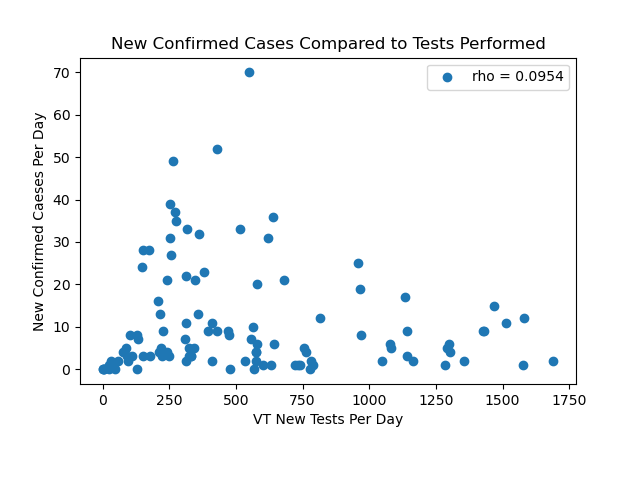 New Confirmed Cases Compared to Tests Performed
rho = 0.0954
New Confirmed Caeses Per Day
70
60
50
40
30
20
10
0
0 250 500 750 1000 1250 1500 1750
VT New Tests Per Day